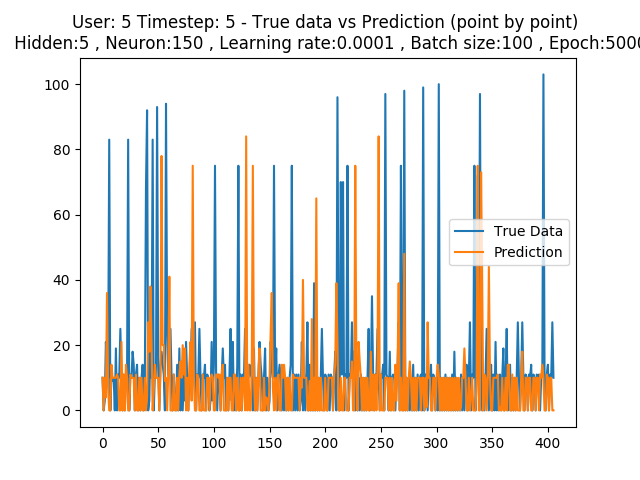 User: 5 Timestep: 5 - True data vs Prediction (point by point)
Hidden:5 , Neuron:150 , Learning rate:0.0001 , Batch size:100 , Epoch:5000
100
80
60
40
20
0
True Data
Prediction
0 50 100 150 200 250 300 350 400